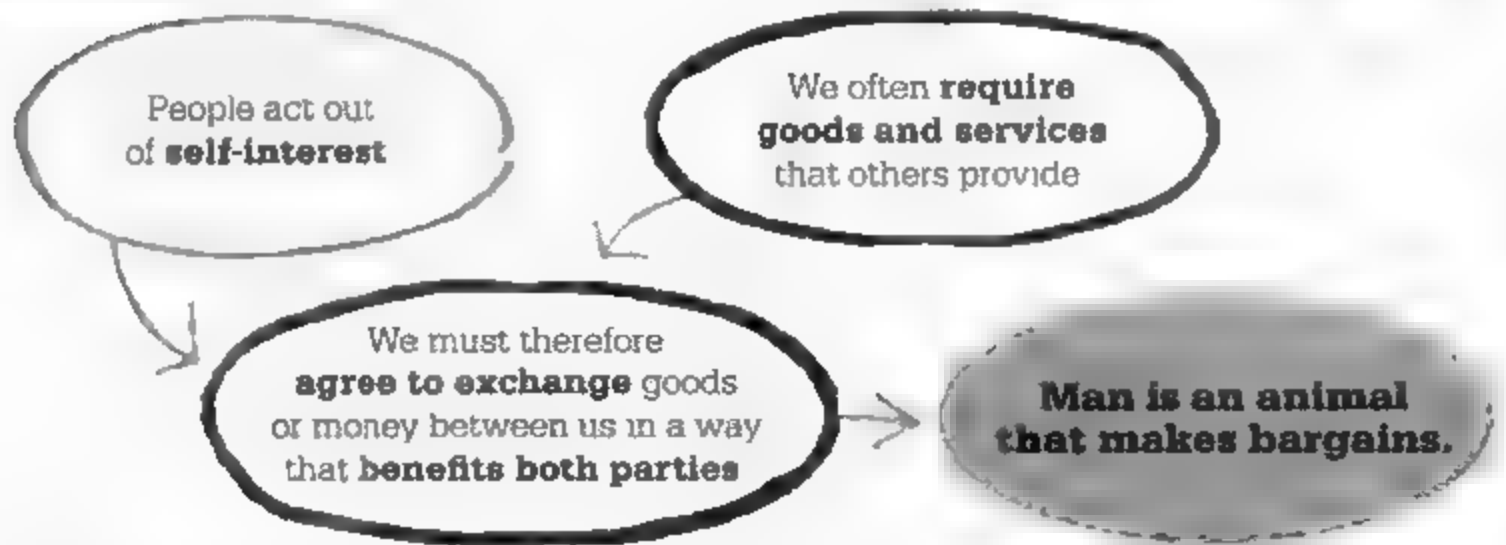 People act out
of self-interest
We often require
goods and services
that others provide
We must therefore
agree to exchange goods
or money between us in a way
that benefits both parties
Man is an animal
that makes bargains.